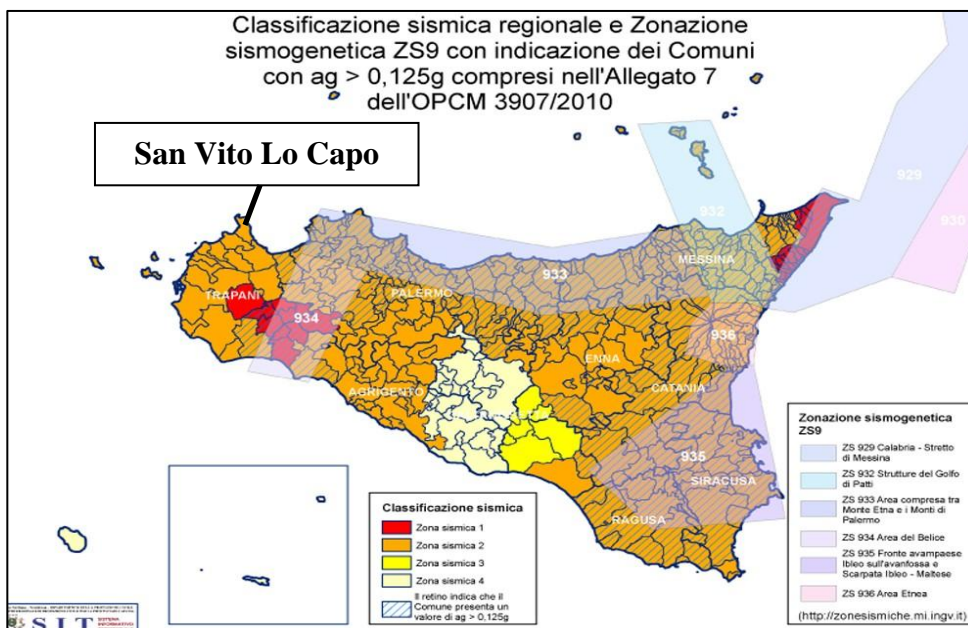 Classificazione sismica regionale e Zonazione
sismogenetica ZS9 con indicazione dei Comuni
con ag > 0,125g compresi nell'Allegato 7
dell'OPCM 3907/2010
San Vito Lo Capo
929
932
930
MESSINA
933
TRAPANI
PALERMO
934
936
ENNA
CATANIA
AGRIGENTO
935
SIRACUSA
RAGUSA
Classificazione sismica
Zona sismica 1
Zona sismica 2
Zona sismica 3
Zona sismica 4
Il retino indica che il
Comune presenta un
valore di ag > 0,125g
Zonazione sismogenetica
ZS9
ZS 929 Calabria - Stretto
di Messina
ZS 932 Strutture del Golfo
di Patti
ZS 933 Area compresa tra
Monte Etna e i Monti di
Palermo
ZS 934 Area del Belice
ZS 935 Fronte avampaese
Ibleo sull'avanfossa e
Scarpata Ibleo - Maltese
ZS 936 Area Etnea
(http://zonesismiche.mi.ingv.it)
S.I.T.
SISTEMA
INFORMATIVO